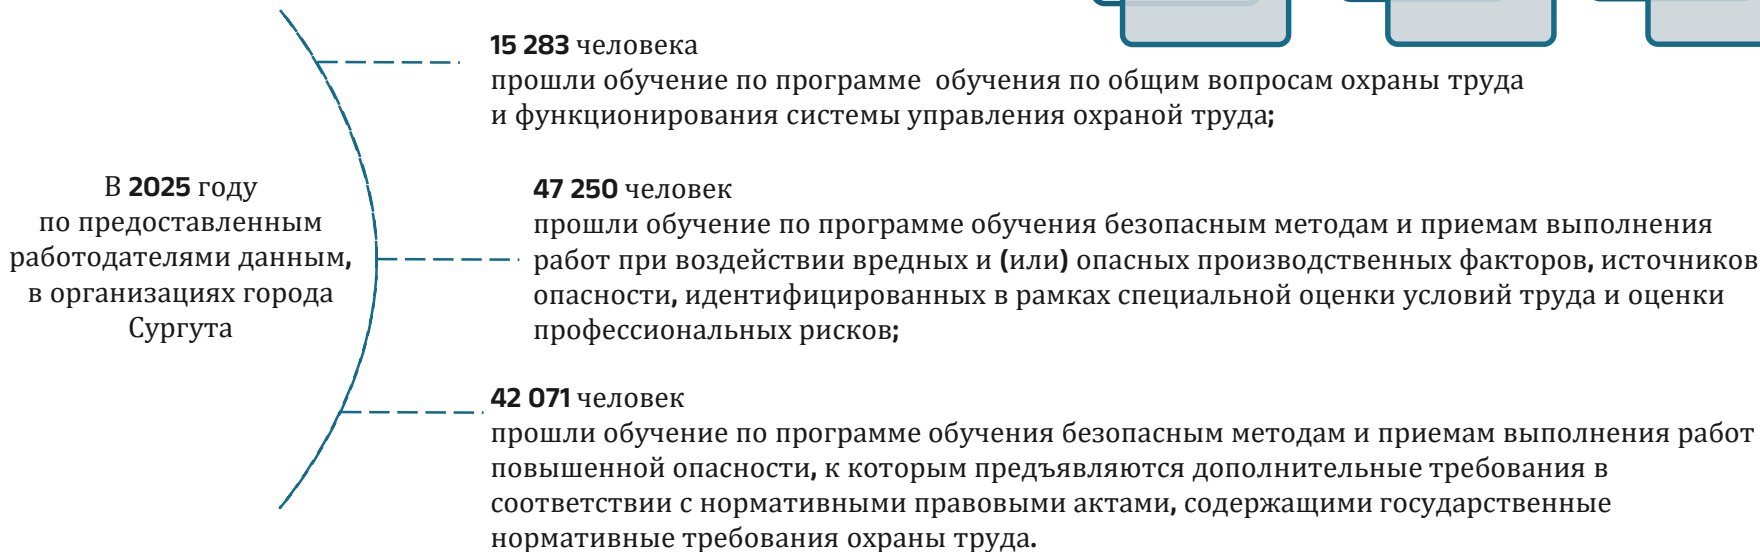 15 283 человека
прошли обучение по программе обучения по общим вопросам охраны труда
и функционирования системы управления охраной труда;
В 2025 году
по предоставленным
работодателями данным,
в организациях города
Сургута
47 250 человек
прошли обучение по программе обучения безопасным методам и приемам выполнения
работ при воздействии вредных и (или) опасных производственных факторов, источников
опасности, идентифицированных в рамках специальной оценки условий труда и оценки
профессиональных рисков;
42 071 человек
прошли обучение по программе обучения безопасным методам и приемам выполнения работ
повышенной опасности, к которым предъявляются дополнительные требования в
соответствии с нормативными правовыми актами, содержащими государственные
нормативные требования охраны труда.